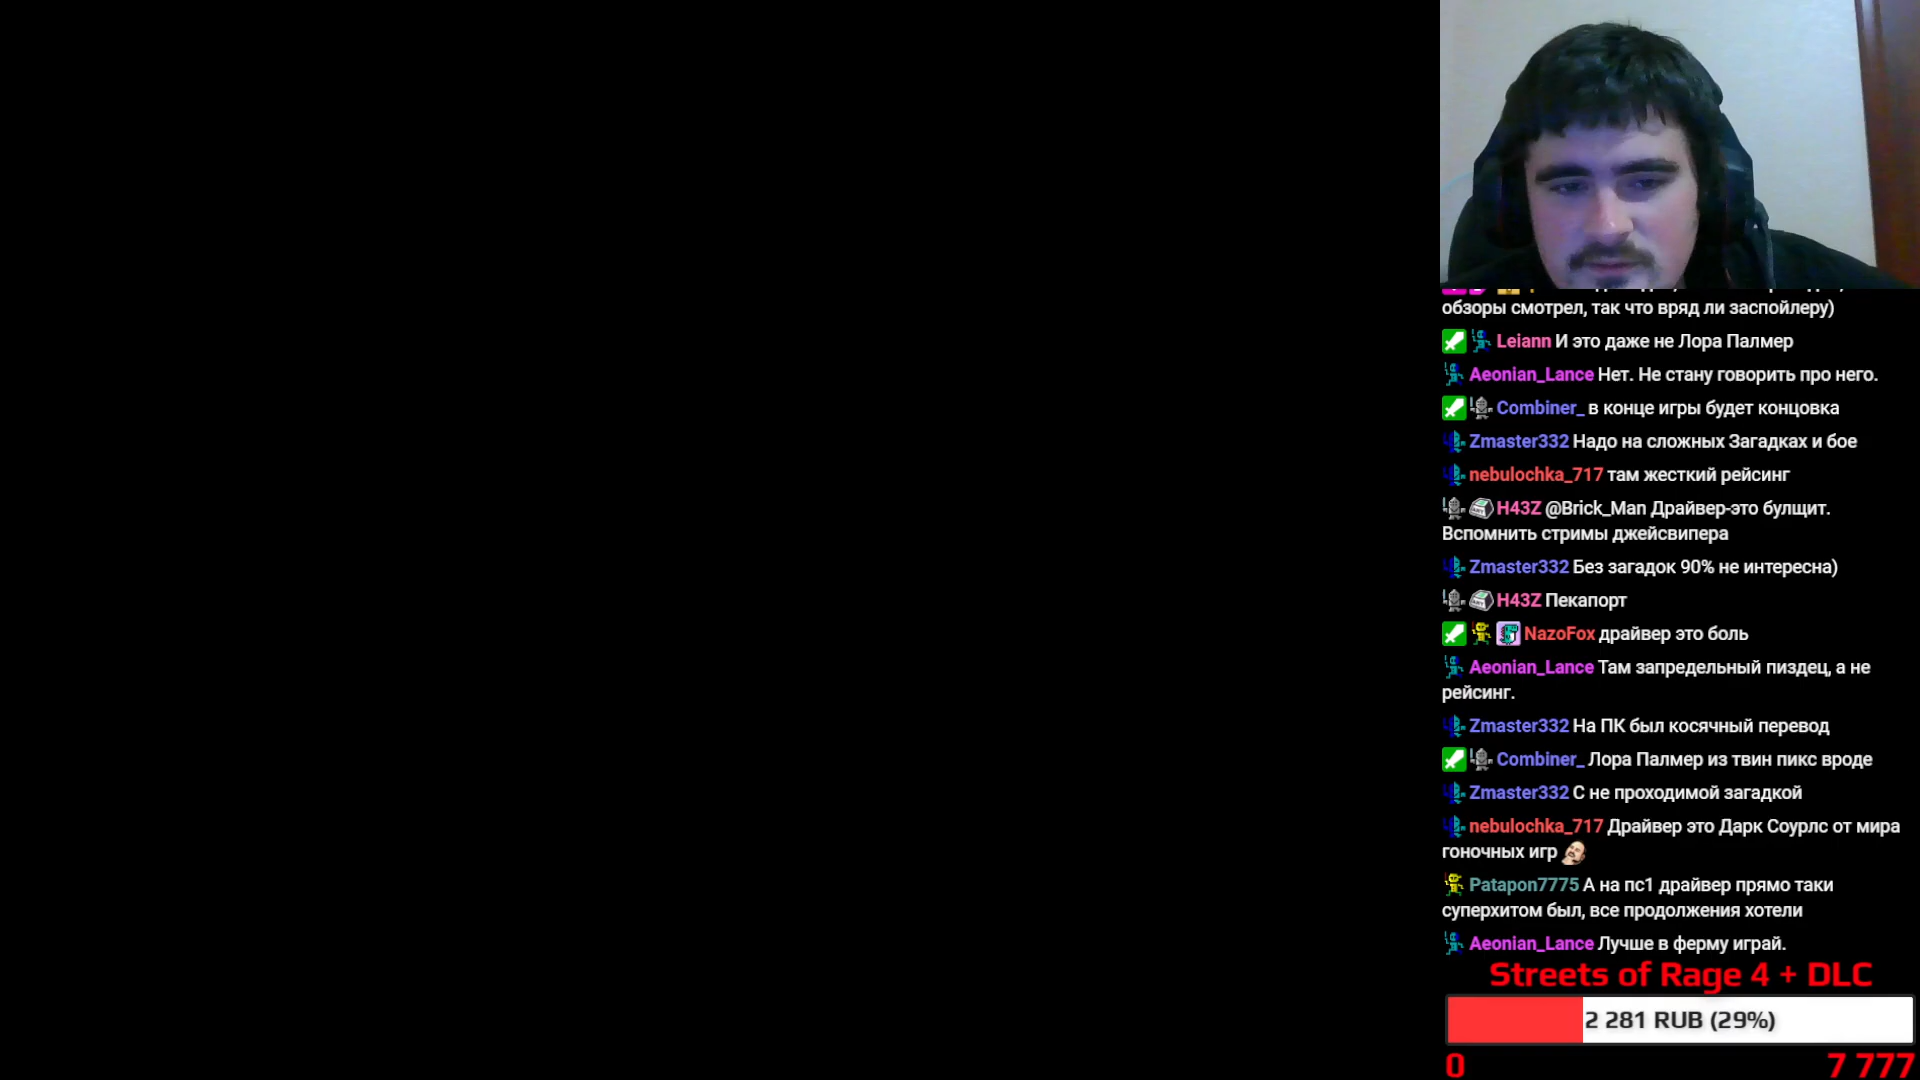 обзоры смотрел, так что вряд ли заспойлеру)
Leiann И это даже не Лора Палмер
Aeonian_Lance Нет. Не стану говорить про него.
Combiner_ в конце игры будет концовка
Zmaster332 Надо на сложных Загадках и бое
nebulochka_717 там жесткий рейсинг
H43Z @Brick_Man Драйвер-это булщит.
Вспомнить стримы джейсвипера
Zmaster332 Без загадок 90% не интересна)
H43Z Пекапорт
NazoFox драйвер это боль
Aeonian_Lance Там запредельный пиздец, а не
рейсинг.
Zmaster332 На ПК был косячный перевод
Combiner_ Лора Палмер из твин пикс вроде
Zmaster332 С не проходимой загадкой
nebulochka_717 Драйвер это Дарк Соурлс от мира
гоночных игр
Patapon7775 А на пс1 драйвер прямо таки
суперхитом был, все продолжения хотели
Aeonian_Lance Лучше в ферму играй.
Streets of Rage 4 + DLC
2 281 RUB (29%)
0 7 777